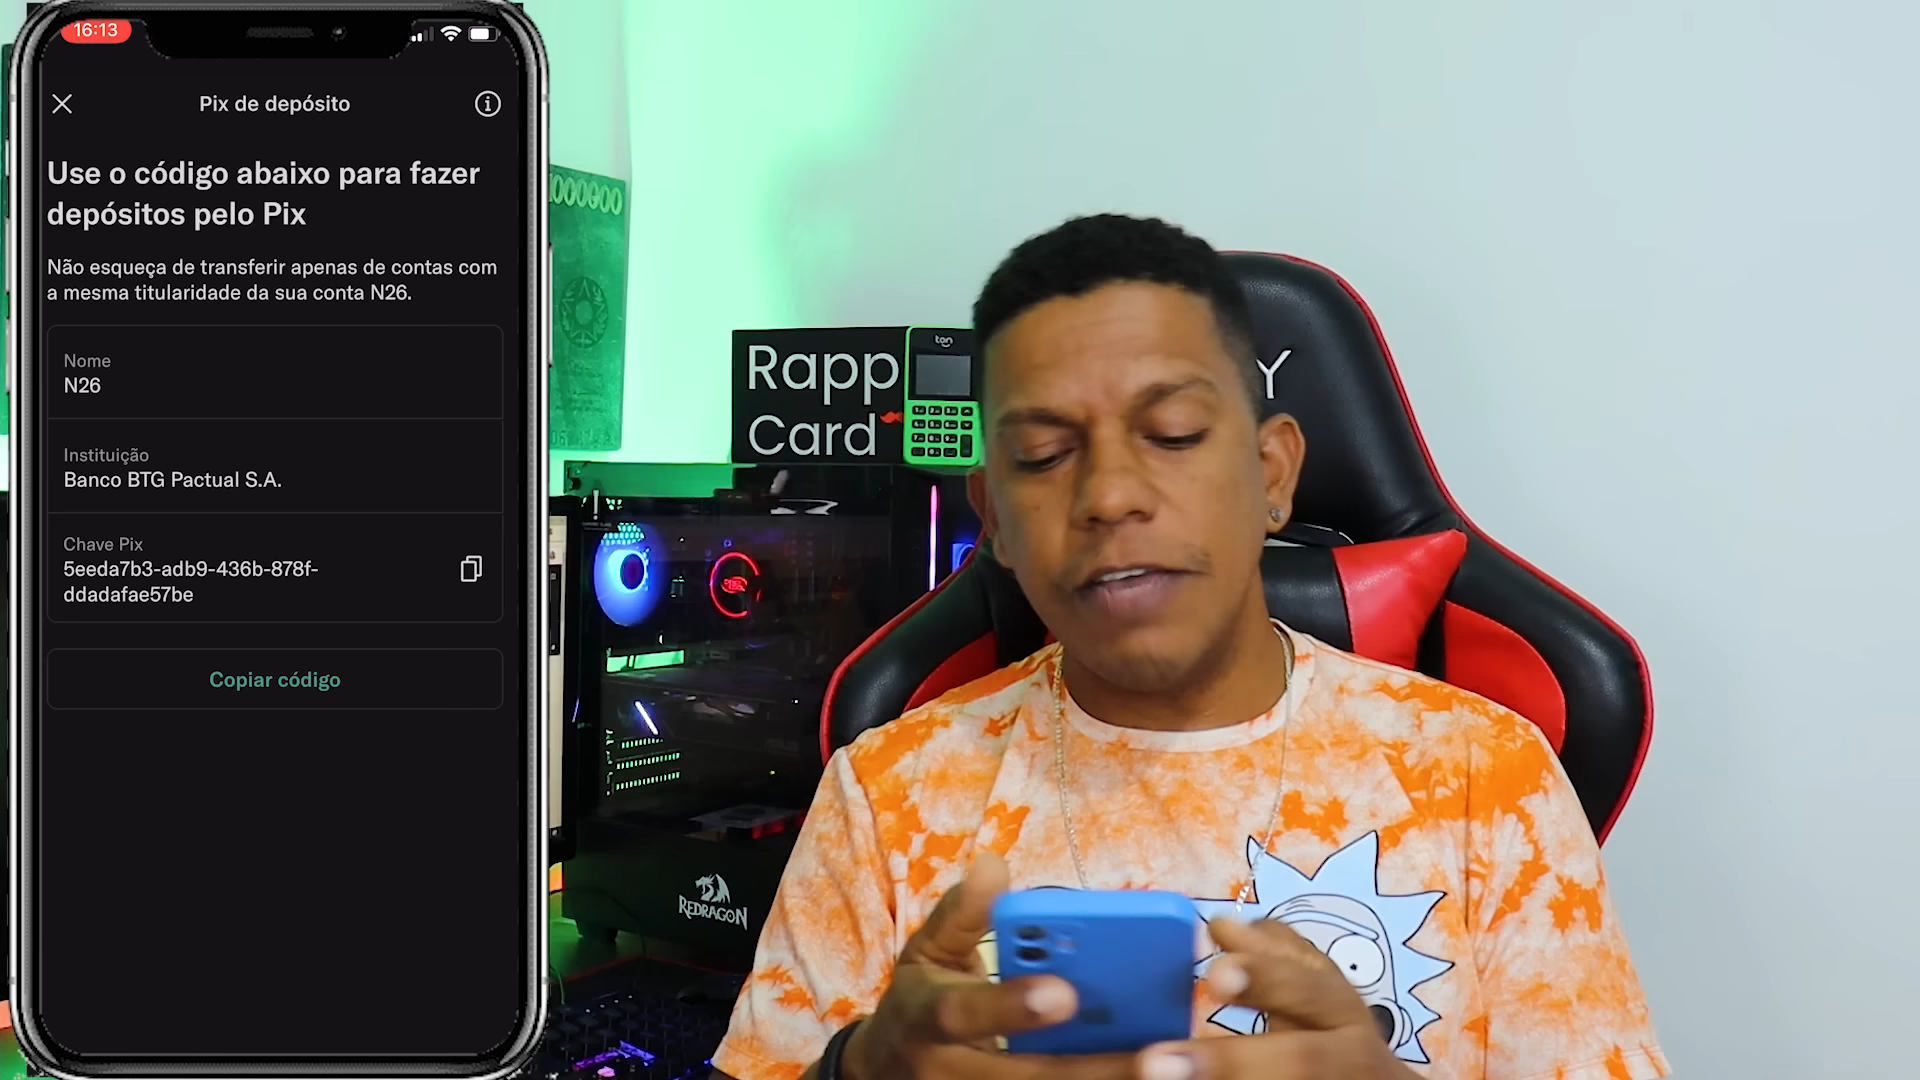 16:13
Pix de depósito
Use o código abaixo para fazer
depósitos pelo Pix
Não esqueça de transferir apenas de contas com
a mesma titularidade da sua conta N26.
Nome
N26
Instituição
Banco BTG Pactual S.A.
Chave Pix
5eeda7b3-adb9-436b-878f-
ddadafae57be
Copiar código
Rapp
Card
ton
Y
REDRAGON